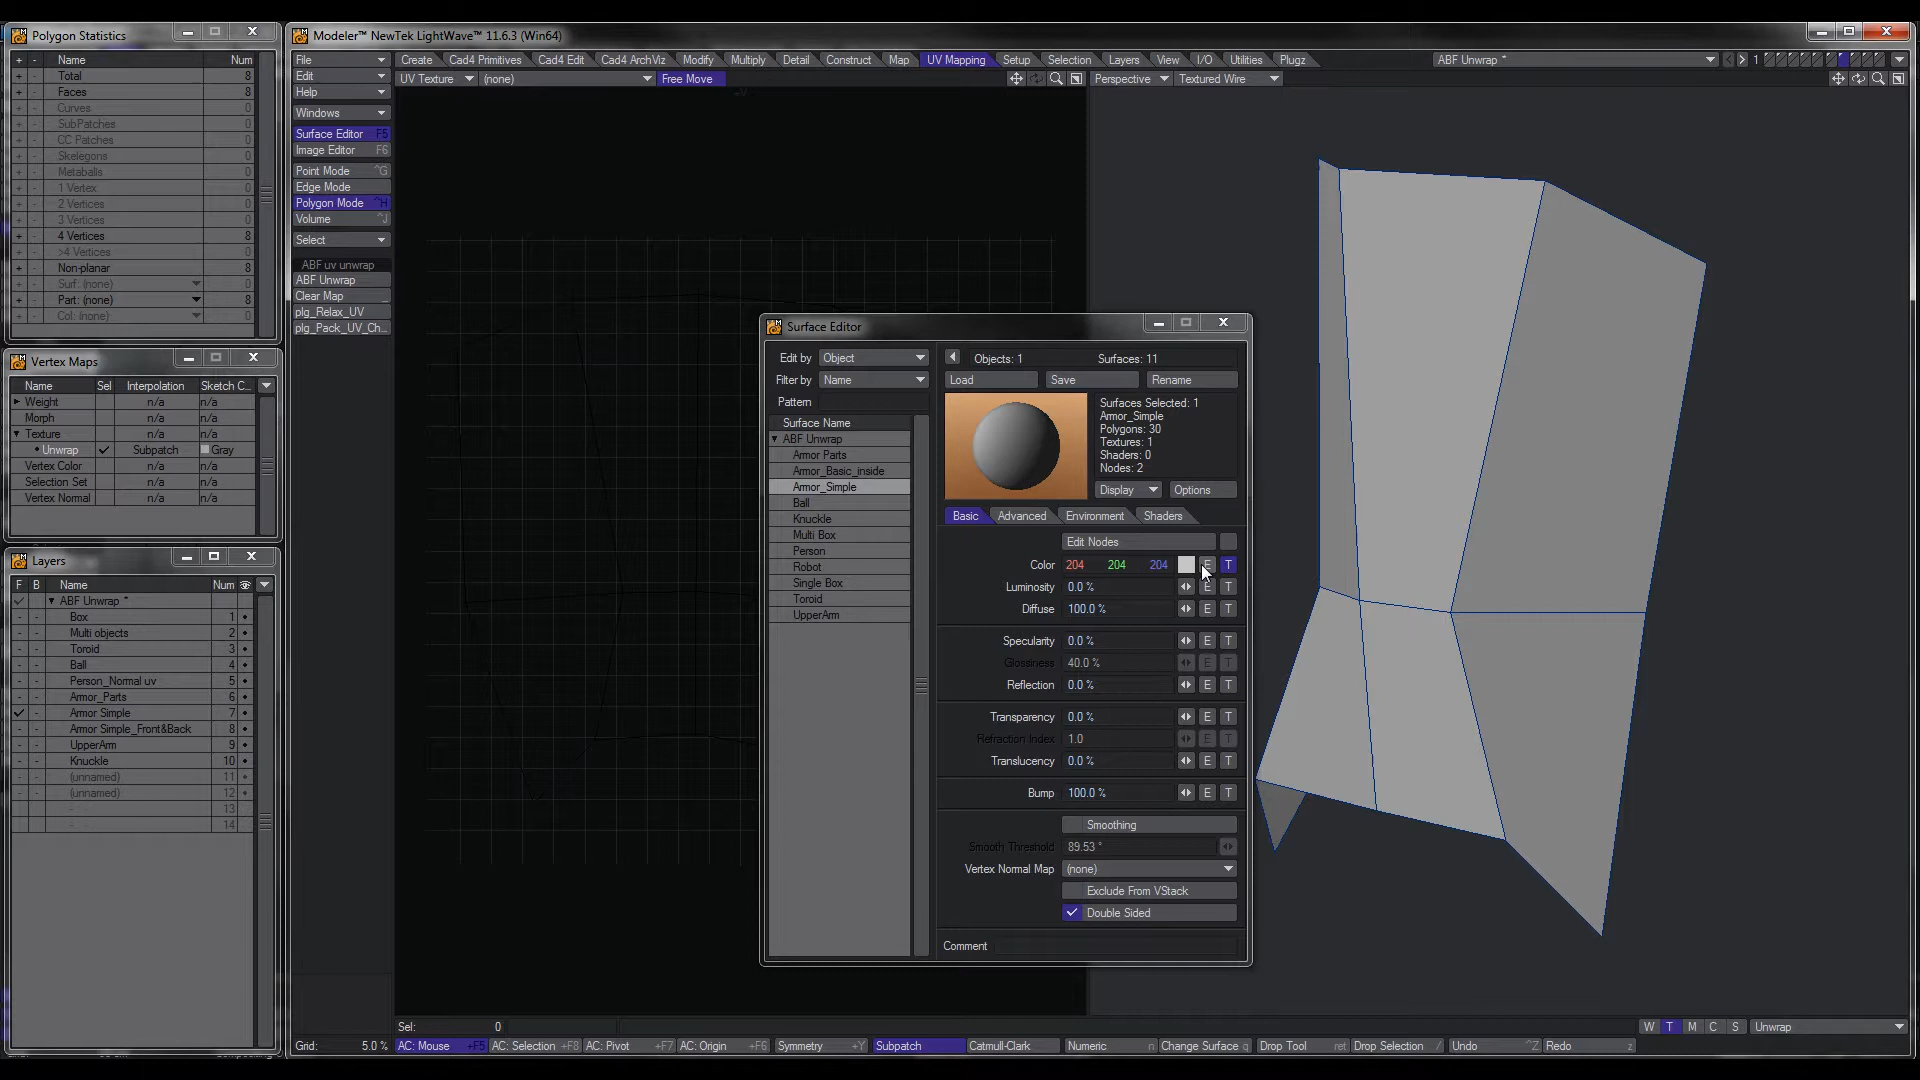 Polygon Statistics
Modeler™ NewTek LightWave™ 11.6.3 (Win64)
+ - Name Num
+ - Total 8
+ - Faces 8
+ - Curves 0
+ - SubPatches 0
+ - CC Patches 0
+ - Skelegons 0
+ - Metaballs 0
+ - 1 Vertex 0
+ - 2 Vertices 0
+ - 3 Vertices 0
+ - 4 Vertices 8
+ - >4 Vertices 0
+ - Non-planar 8
+ - Surf: (none) 0
+ - Part: (none) 8
+ - Col: (none) 0
Vertex Maps
Name Sel Interpolation Sketch C...
Weight n/a n/a
Morph n/a n/a
Texture n/a n/a
Unwrap Subpatch Gray
Vertex Color n/a n/a
Selection Set n/a n/a
Vertex Normal n/a n/a
Layers
F B Name Num
ABF Unwrap *
Box 1
Multi objects 2
Toroid 3
Ball 4
Person_Normal uv 5
Armor_Parts 6
Armor Simple 7
Armor Simple_Front&Back 8
UpperArm 9
Knuckle 10
(unnamed) 11
(unnamed) 12
13
14
File
Edit
Help
Windows
Surface Editor F5
Image Editor F6
Point Mode ^G
Edge Mode
Polygon Mode ^H
Volume ^J
Select
ABF uv unwrap
ABF Unwrap
Clear Map _
plg_Relax_UV
plg_Pack_UV_Ch...
Create Cad4 Primitives Cad4 Edit Cad4 ArchViz Modify Multiply Detail Construct Map UV Mapping Setup Selection Layers View I/O Utilities Plugz ABF Unwrap * 1
UV Texture (none) Free Move Perspective Textured Wire
Surface Editor
Edit by Object
Filter by Name
Pattern
Surface Name
ABF Unwrap
Armor Parts
Armor_Basic_inside
Armor_Simple
Ball
Knuckle
Multi Box
Person
Robot
Single Box
Toroid
UpperArm
Objects: 1 Surfaces: 11
Load Save Rename
Surfaces Selected: 1
Armor_Simple
Polygons: 30
Textures: 1
Shaders: 0
Nodes: 2
Display Options
Basic Advanced Environment Shaders
Edit Nodes
Color 204 204 204 E T
Luminosity 0.0 % E T
Diffuse 100.0 % E T
Specularity 0.0 % E T
Glossiness 40.0 % E T
Reflection 0.0 % E T
Transparency 0.0 % E T
Refraction Index 1.0 E T
Translucency 0.0 % E T
Bump 100.0 % E T
Smoothing
Smooth Threshold 89.53 °
Vertex Normal Map (none)
Exclude From VStack
Double Sided
Comment
Sel: 0
W T M C S Unwrap
Grid: 5.0 % AC: Mouse +F5 AC: Selection +F8 AC: Pivot +F7 AC: Origin +F6 Symmetry +Y Subpatch Catmull-Clark Numeric n Change Surface q Drop Tool ret Drop Selection / Undo ^Z Redo z